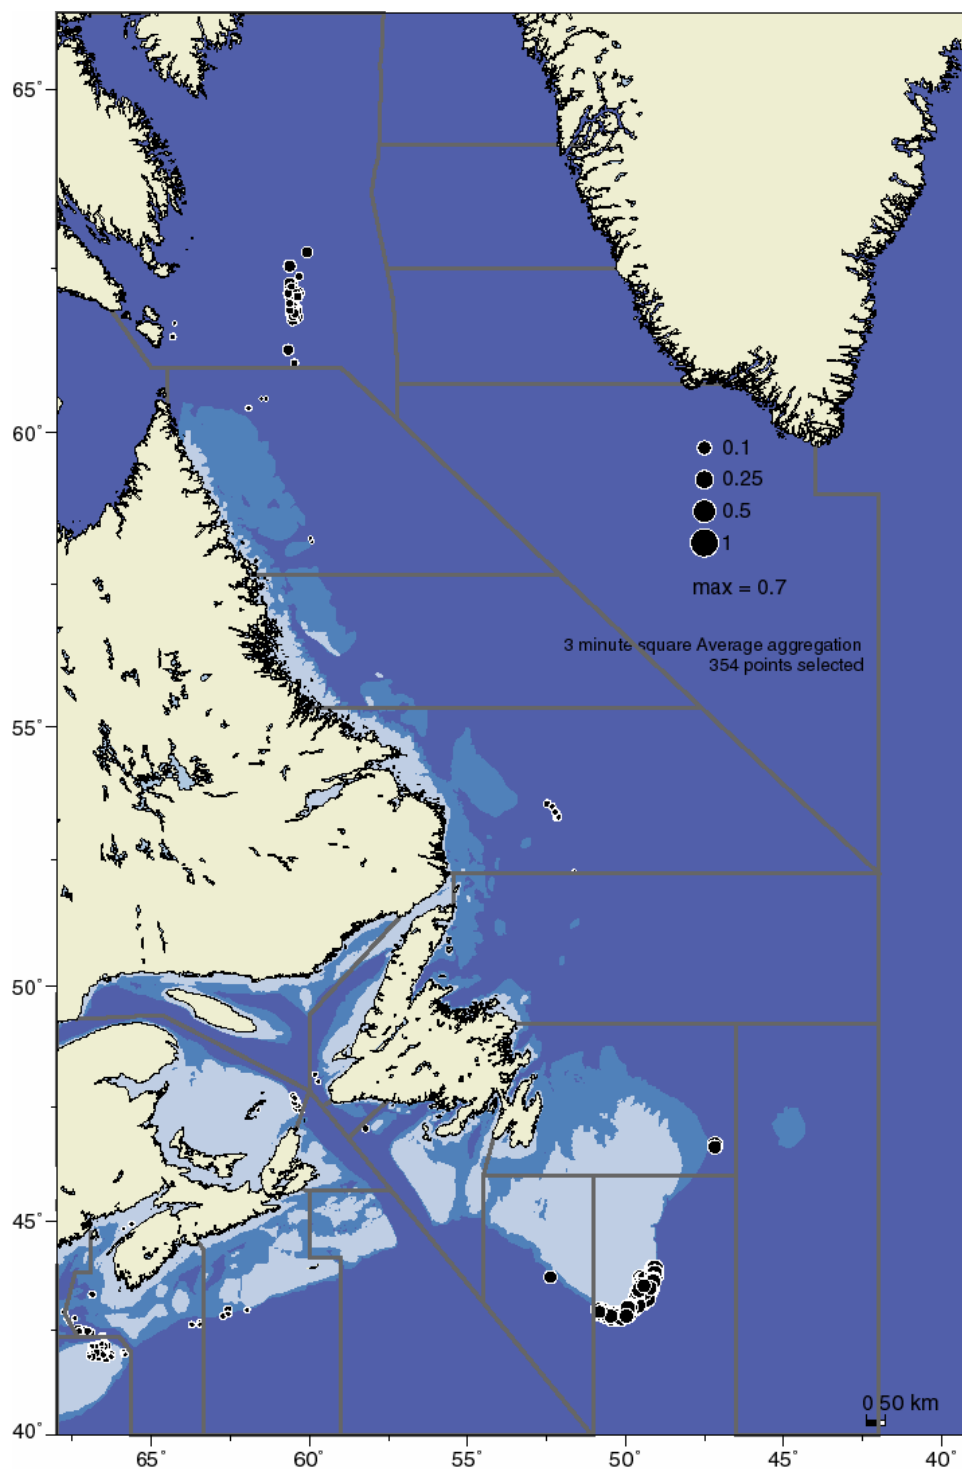 65°
60°
0.1
0.25
0.5
1
max = 0.7
3 minute square Average aggregation
354 points selected
55°
50°
45°
0 50 km
40°
65° 60° 55° 50° 45° 40°